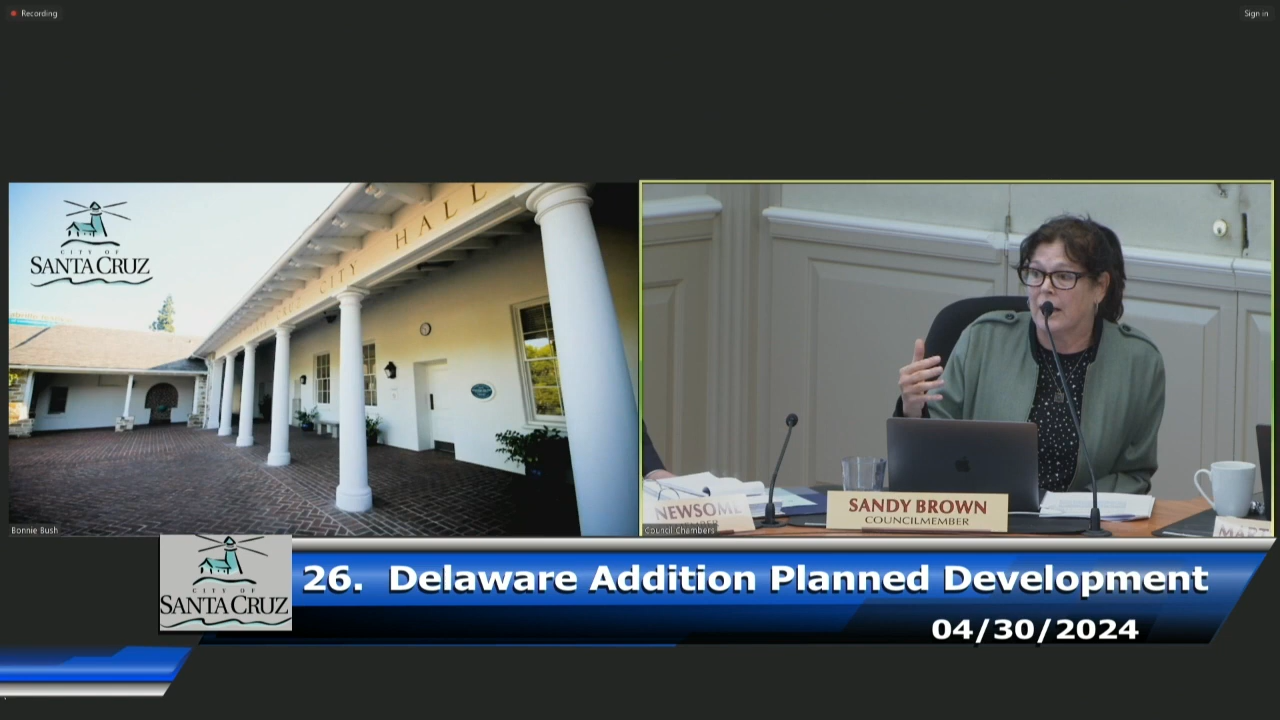 Recording
Sign in
CITY OF
SANTA CRUZ
CITY HALL
Bonnie Bush
NEWSOME
SANDY BROWN
COUNCILMEMBER
Council Chambers
MART
CITY OF
SANTA CRUZ
26. Delaware Addition Planned Development
04/30/2024